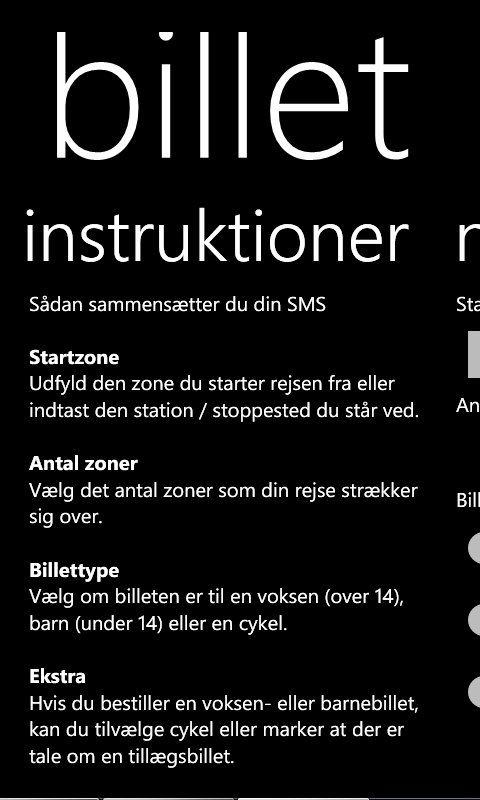 billet
instruktioner
Sådan sammensætter du din SMS
Startzone
Udfyld den zone du starter rejsen fra eller
indtast den station / stoppested du står ved.
Antal zoner
Vælg det antal zoner som din rejse strækker
sig over.
Billettype
Vælg om billeten er til en voksen (over 14),
barn (under 14) eller en cykel.
Ekstra
Hvis du bestiller en voksen- eller barnebillet,
kan du tilvælge cykel eller marker at der er
tale om en tillægsbillet.